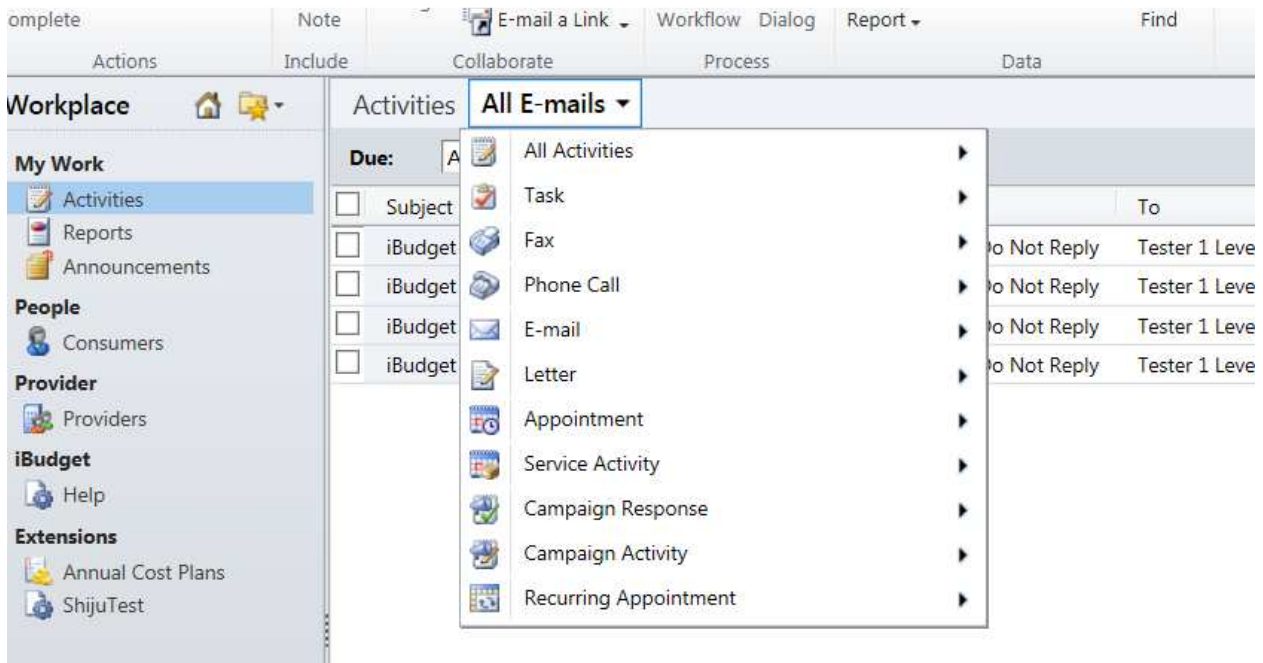 omplete Note E-mail a Link Workflow Dialog Report Find
Actions Include Collaborate Process Data
Workplace
Activities All E-mails
My Work
Activities
Reports
Announcements
People
Consumers
Provider
Providers
iBudget
Help
Extensions
Annual Cost Plans
ShijuTest
Due: A
Subject To
iBudget Do Not Reply Tester 1 Leve
iBudget Do Not Reply Tester 1 Leve
iBudget Do Not Reply Tester 1 Leve
iBudget Do Not Reply Tester 1 Leve
All Activities
Task
Fax
Phone Call
E-mail
Letter
Appointment
Service Activity
Campaign Response
Campaign Activity
Recurring Appointment